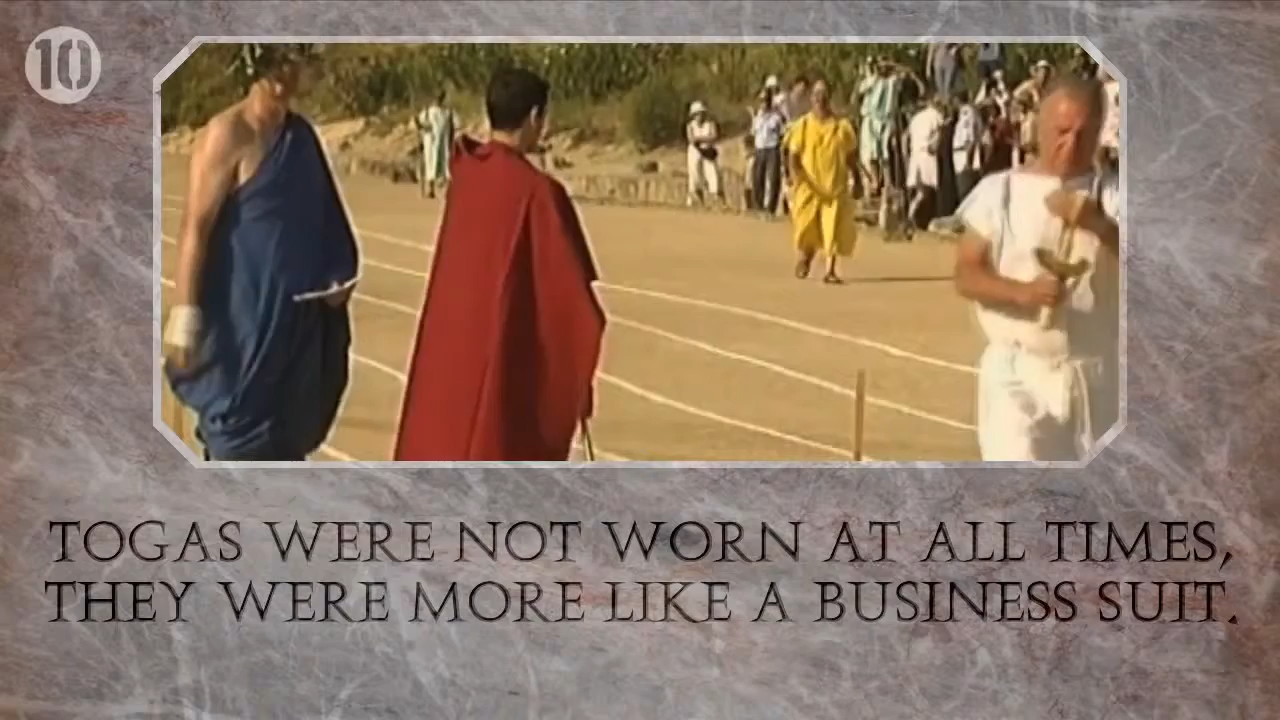 10
TOGAS WERE NOT WORN AT ALL TIMES,
THEY WERE MORE LIKE A BUSINESS SUIT.